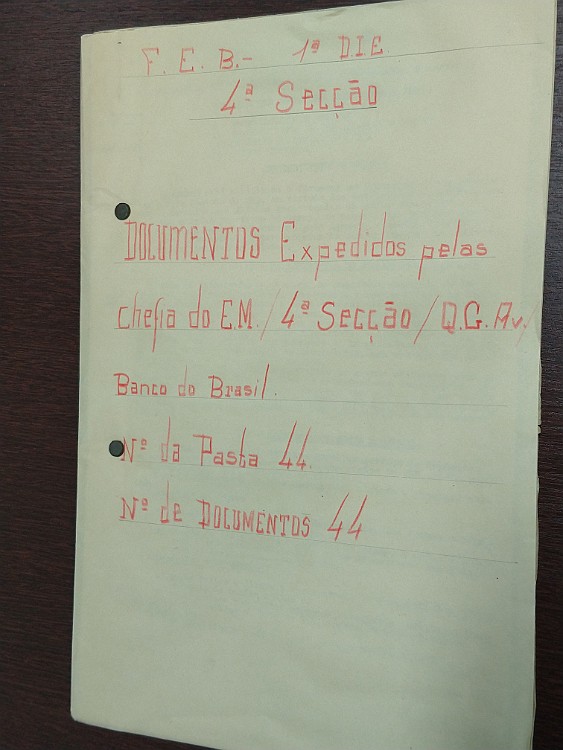 F. E. B.- 1ª DIE.
4ª Secção
DOCUMENTOS Expedidos pelas
chefia do E.M./4ª Secção/Q.G.Av/
Banco do Brasil.
Nº da Pasta 44.
Nº de DOCUMENTOS 44